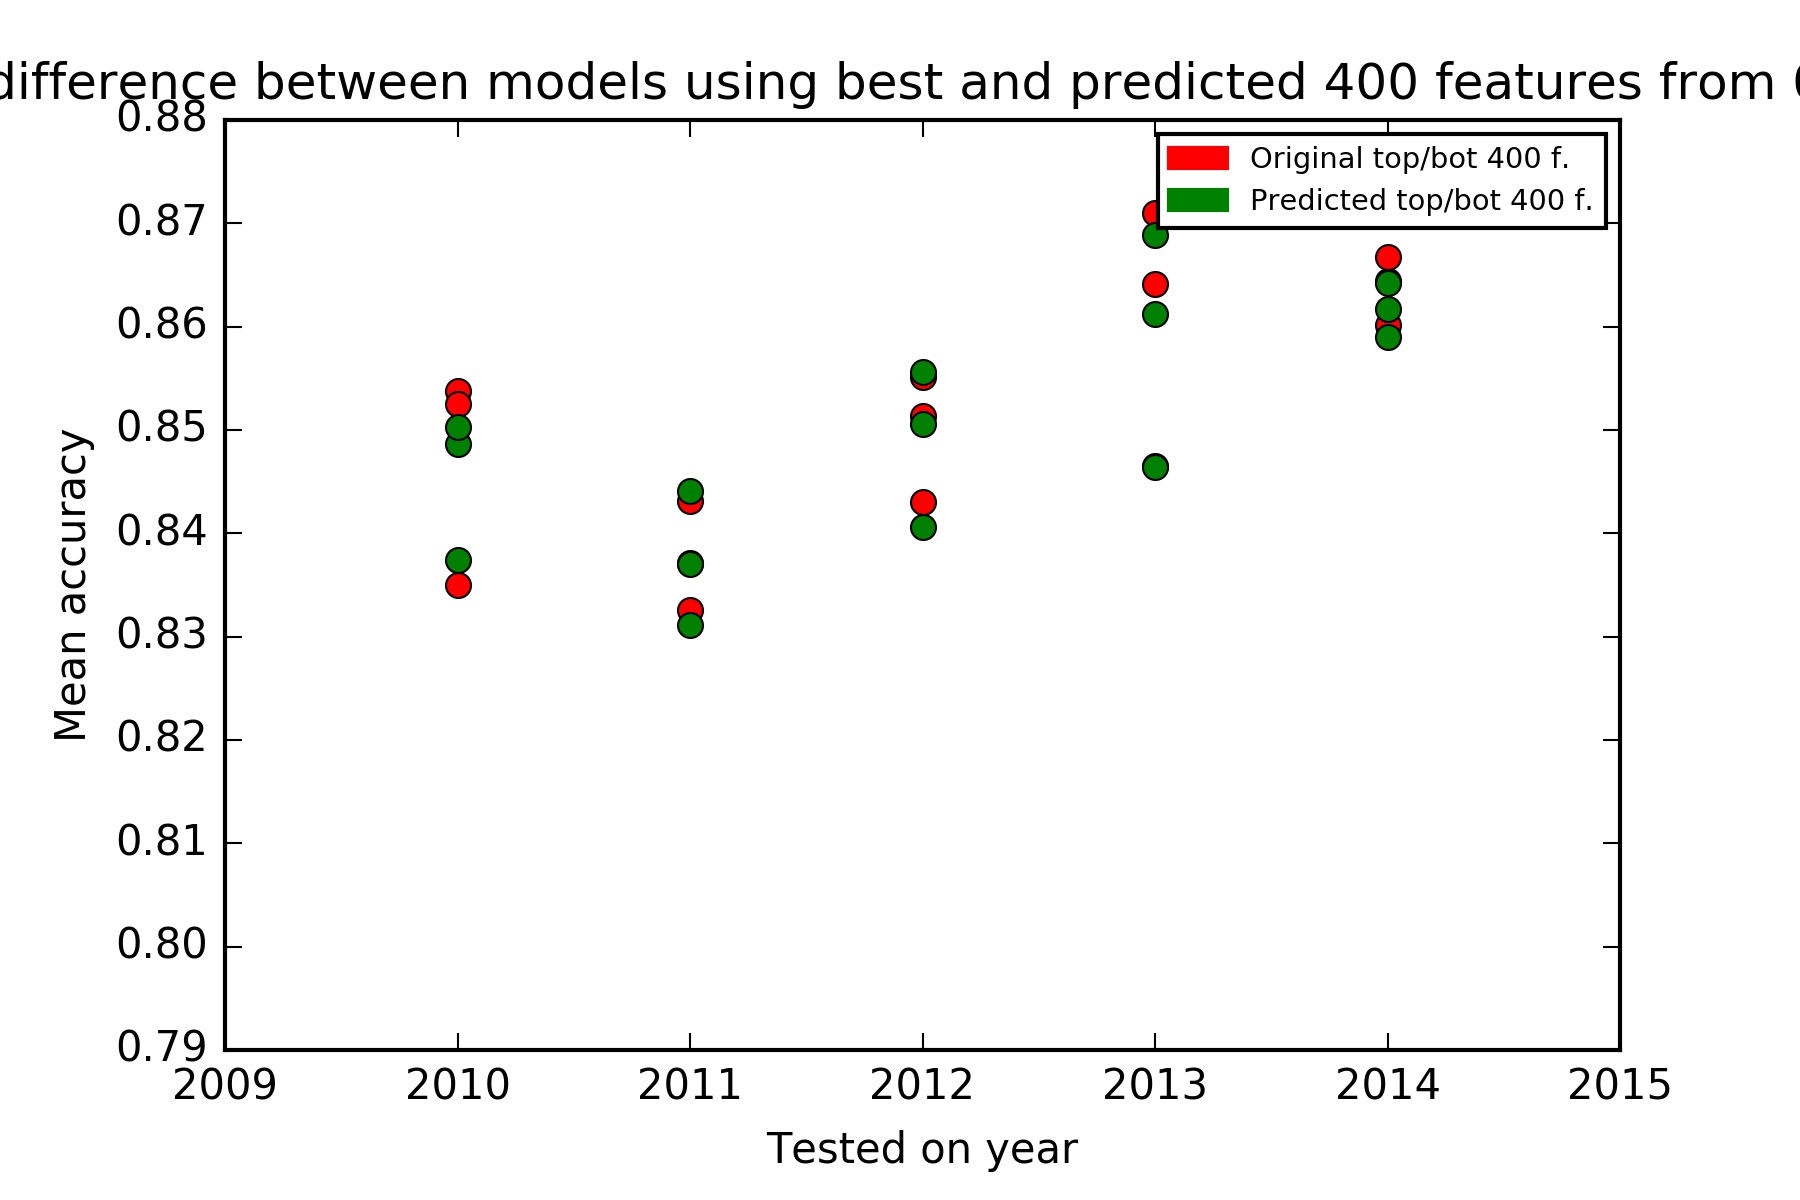 difference between models using best and predicted 400 features from
Original top/bot 400 f.
Predicted top/bot 400 f.
0.88
0.87
0.86
0.85
0.84
0.83
0.82
0.81
0.80
0.79
Mean accuracy
2009 2010 2011 2012 2013 2014 2015
Tested on year